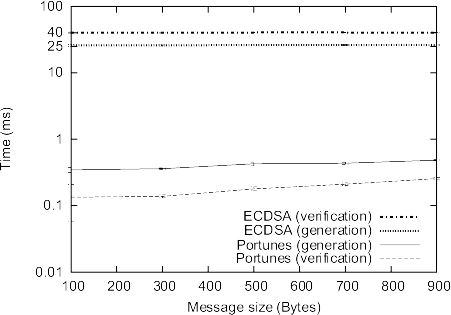 100
40
25
10
1
0.1
0.01
Time (ms)
ECDSA (verification)
ECDSA (generation)
Portunes (generation)
Portunes (verification)
100 200 300 400 500 600 700 800 900
Message size (Bytes)